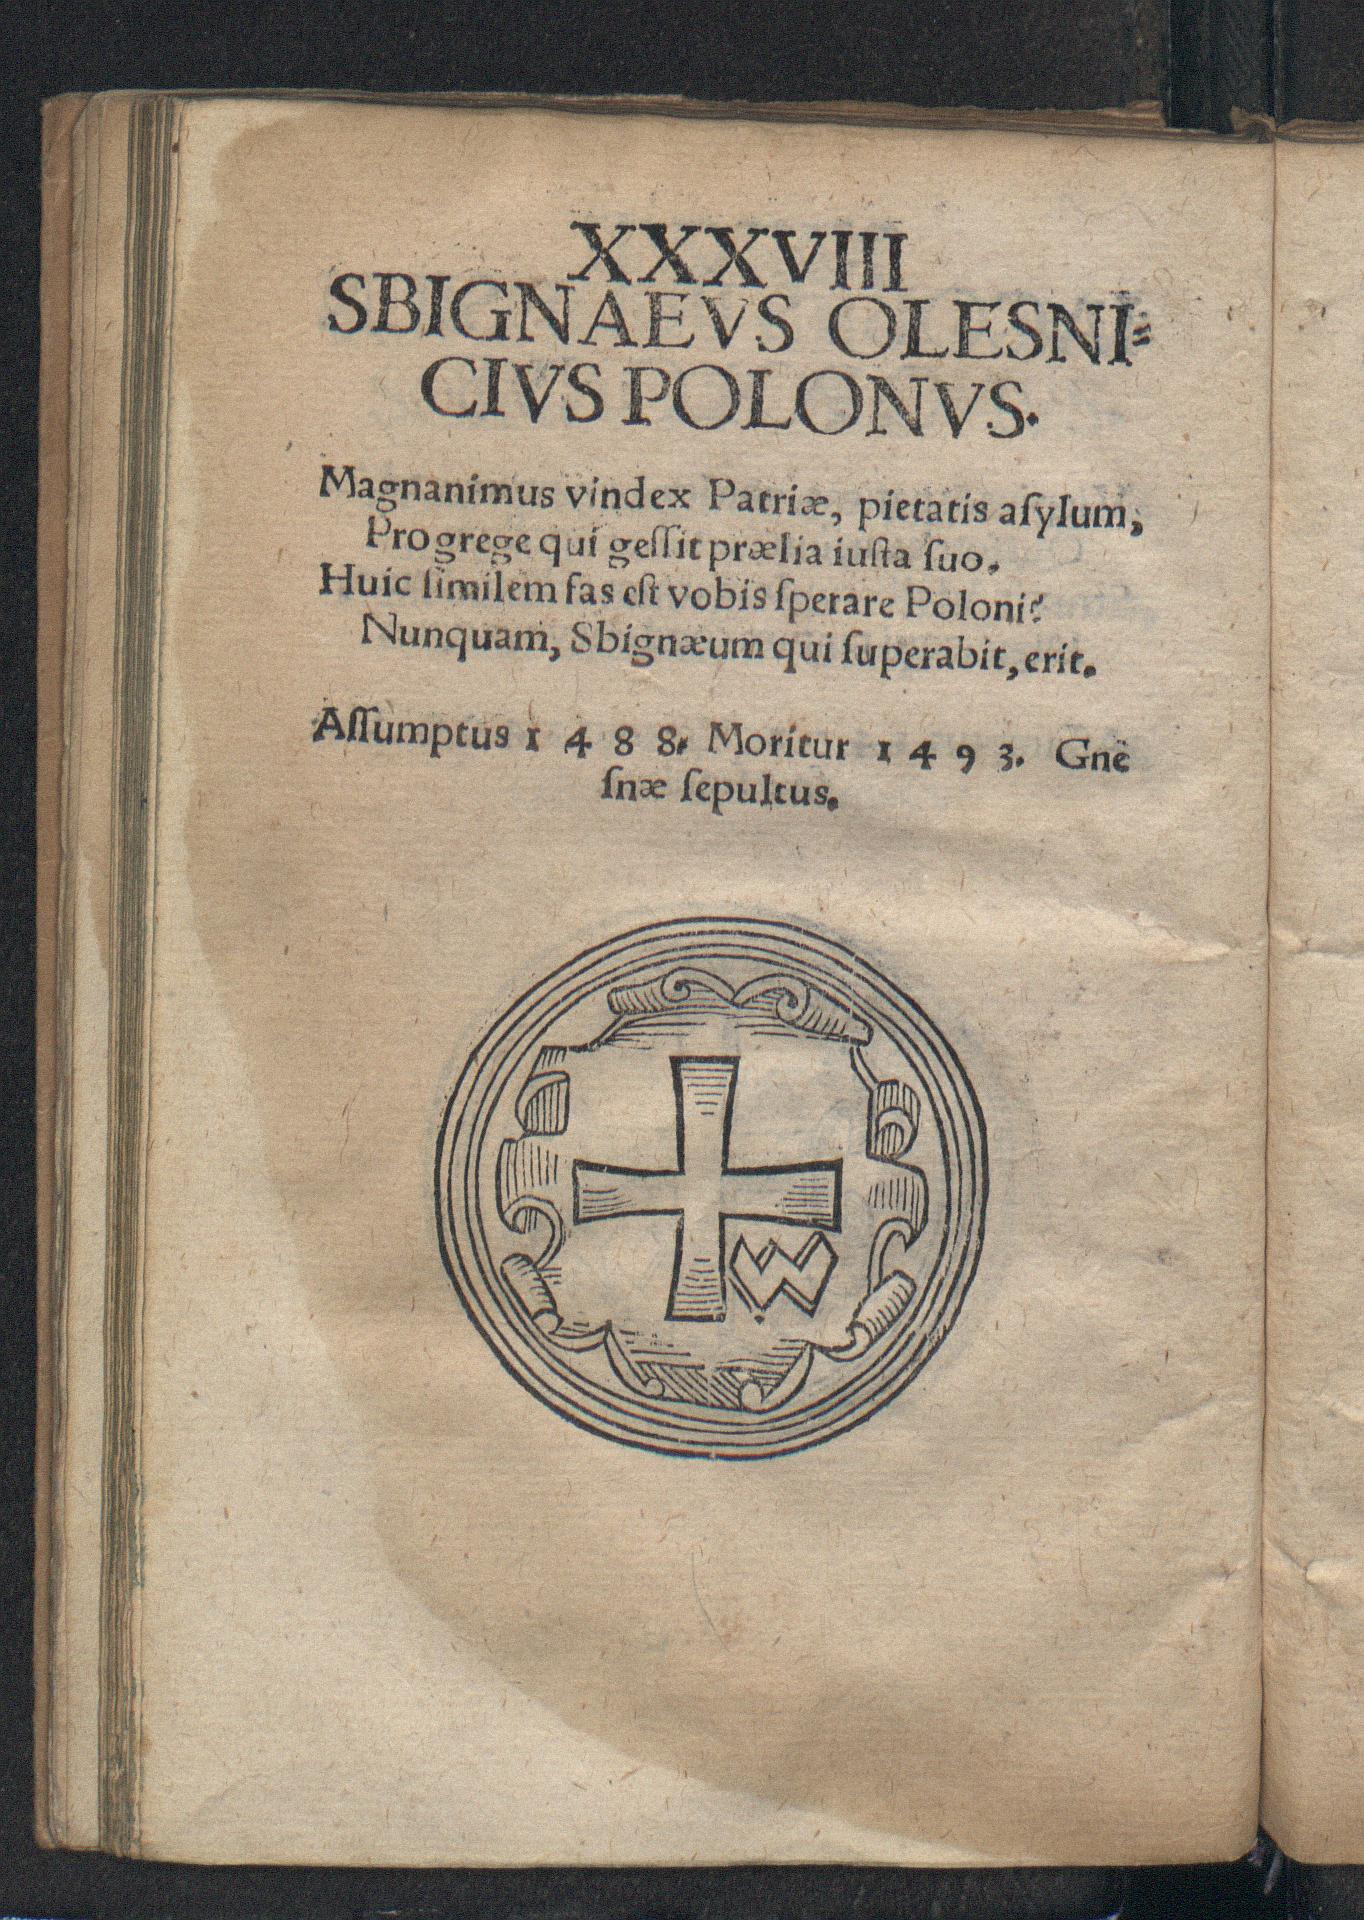 XXXVIII
SBIGNAEVS OLESNI=
CIVS POLONVS.
Magnanimus vindex Patriæ, pietatis aſylum,
Pro grege qui geſſit prælia iuſta ſuo.
Huic ſimilem fas eſt vobis ſperare Poloni?
Nunquam, Sbignæum qui ſuperabit, erit.
Aſſumptus 1 4 8 8. Moritur 1 4 9 3. Gne
ſnæ ſepultus.